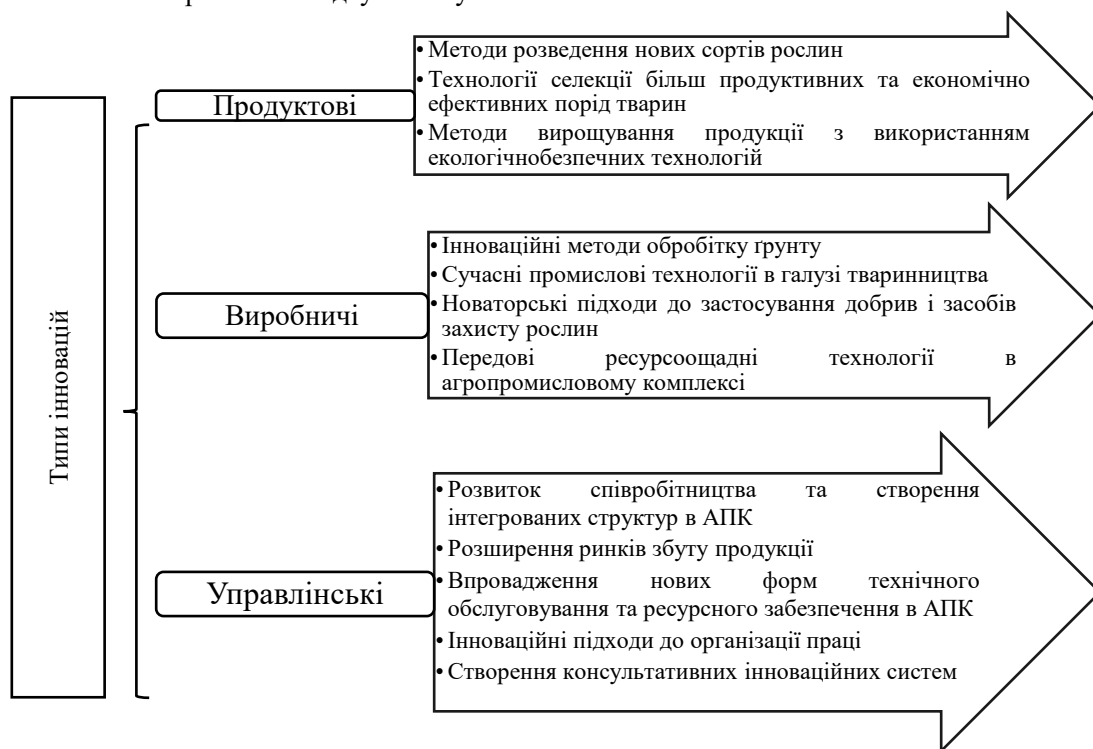 Типи інновацій
Продуктові
• Методи розведення нових сортів рослин
• Технології селекції більш продуктивних та економічно
ефективних порід тварин
• Методи вирощування продукції з використанням
екологічнобезпечних технологій
Виробничі
• Інноваційні методи обробітку ґрунту
• Сучасні промислові технології в галузі тваринництва
• Новаторські підходи до застосування добрив і засобів
захисту рослин
• Передові ресурсоощадні технології в
агропромисловому комплексі
Управлінські
• Розвиток співробітництва та створення
інтегрованих структур в АПК
• Розширення ринків збуту продукції
• Впровадження нових форм технічного
обслуговування та ресурсного забезпечення в АПК
• Інноваційні підходи до організації праці
• Створення консультативних інноваційних систем